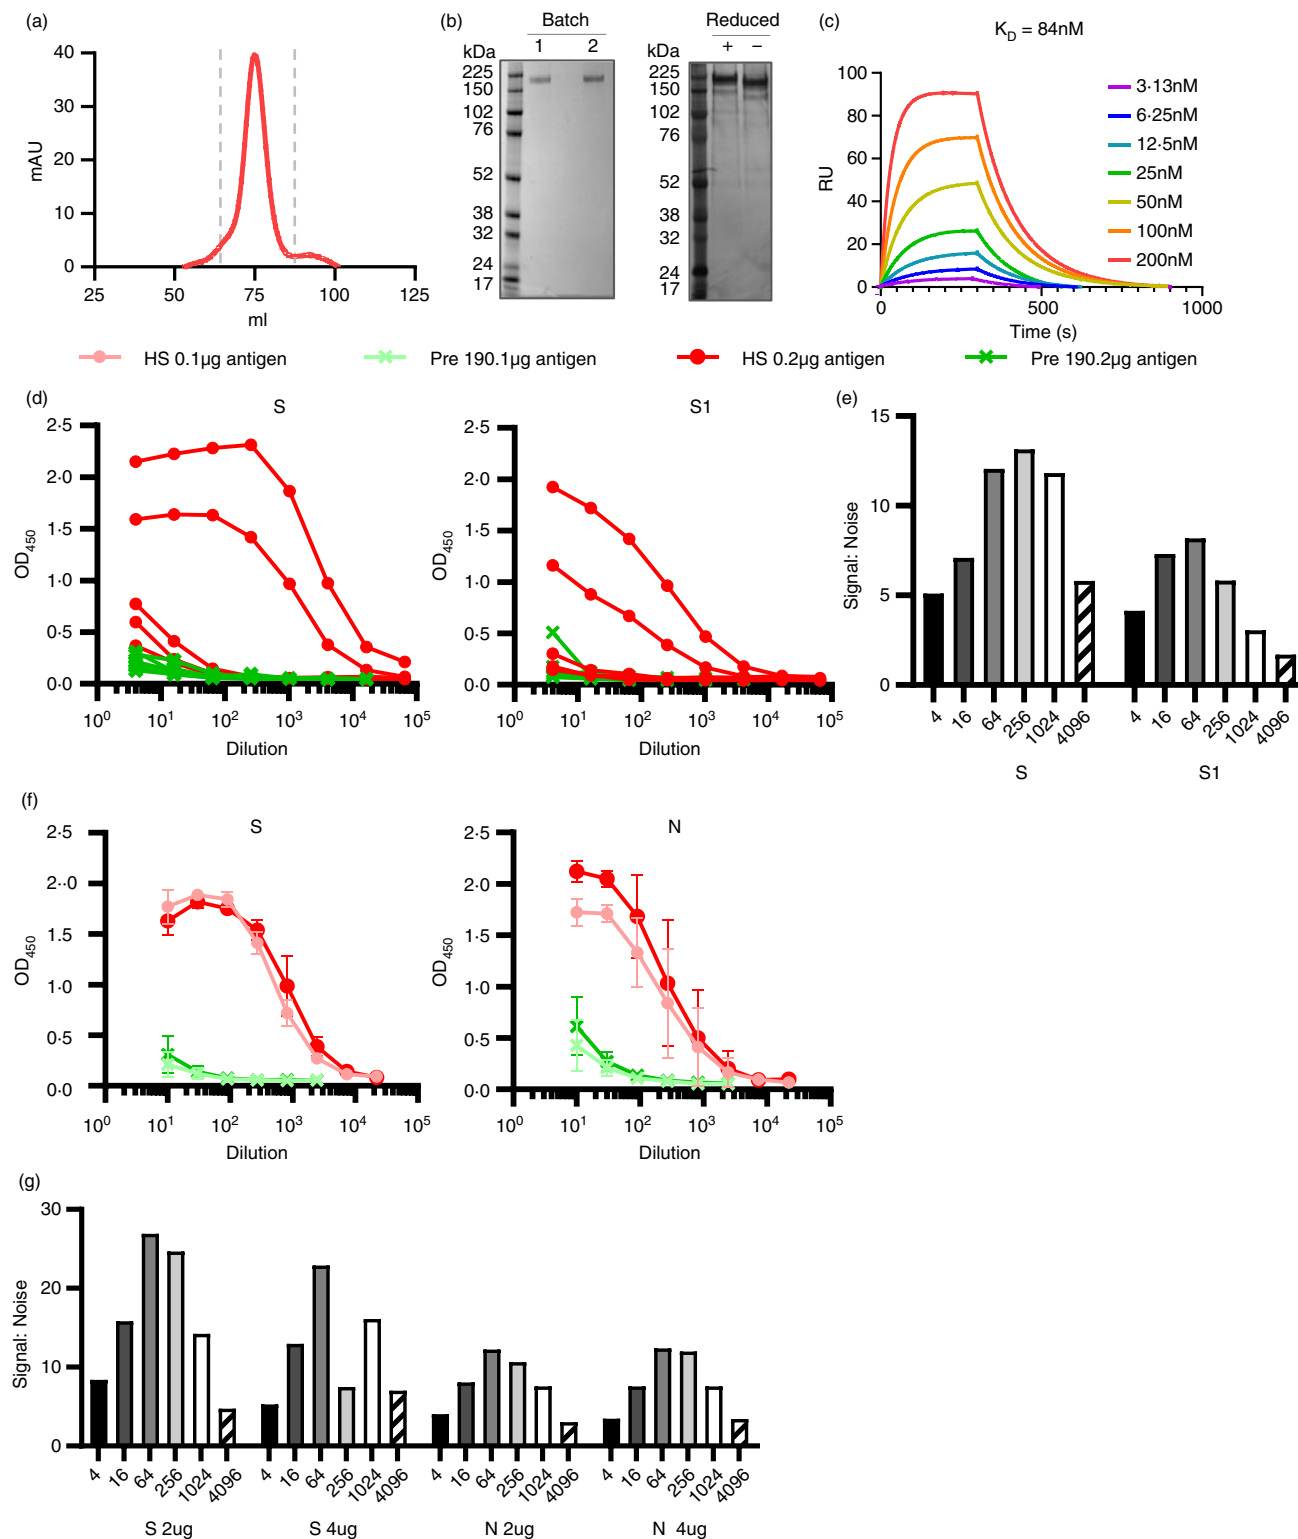 (a)
mAU
40
30
20
10
0
25 50 75 100 125
ml
(b)
Batch
Reduced
kDa 1 2
kDa + −
225
150
102
76
52
38
32
24
17
225
150
102
76
52
38
32
24
17
(c)
K_D = 84nM
RU
100
80
60
40
20
0
0 500 1000
Time (s)
3·13nM
6·25nM
12·5nM
25nM
50nM
100nM
200nM
HS 0.1µg antigen Pre 190.1µg antigen HS 0.2µg antigen Pre 190.2µg antigen
(d)
S
OD450
2·5
2·0
1·5
1·0
0·5
0·0
10^0 10^1 10^2 10^3 10^4 10^5
Dilution
S1
OD450
2·5
2·0
1·5
1·0
0·5
0·0
10^0 10^1 10^2 10^3 10^4 10^5
Dilution
(e)
Signal: Noise
15
10
5
0
4 16 64 256 1024 4096 4 16 64 256 1024 4096
S S1
(f)
S
OD450
2·5
2·0
1·5
1·0
0·5
0·0
10^0 10^1 10^2 10^3 10^4 10^5
Dilution
N
OD450
2·5
2·0
1·5
1·0
0·5
0·0
10^0 10^1 10^2 10^3 10^4 10^5
Dilution
(g)
Signal: Noise
30
20
10
0
4 16 64 256 1024 4096 4 16 64 256 1024 4096 4 16 64 256 1024 4096 4 16 64 256 1024 4096
S 2ug S 4ug N 2ug N 4ug